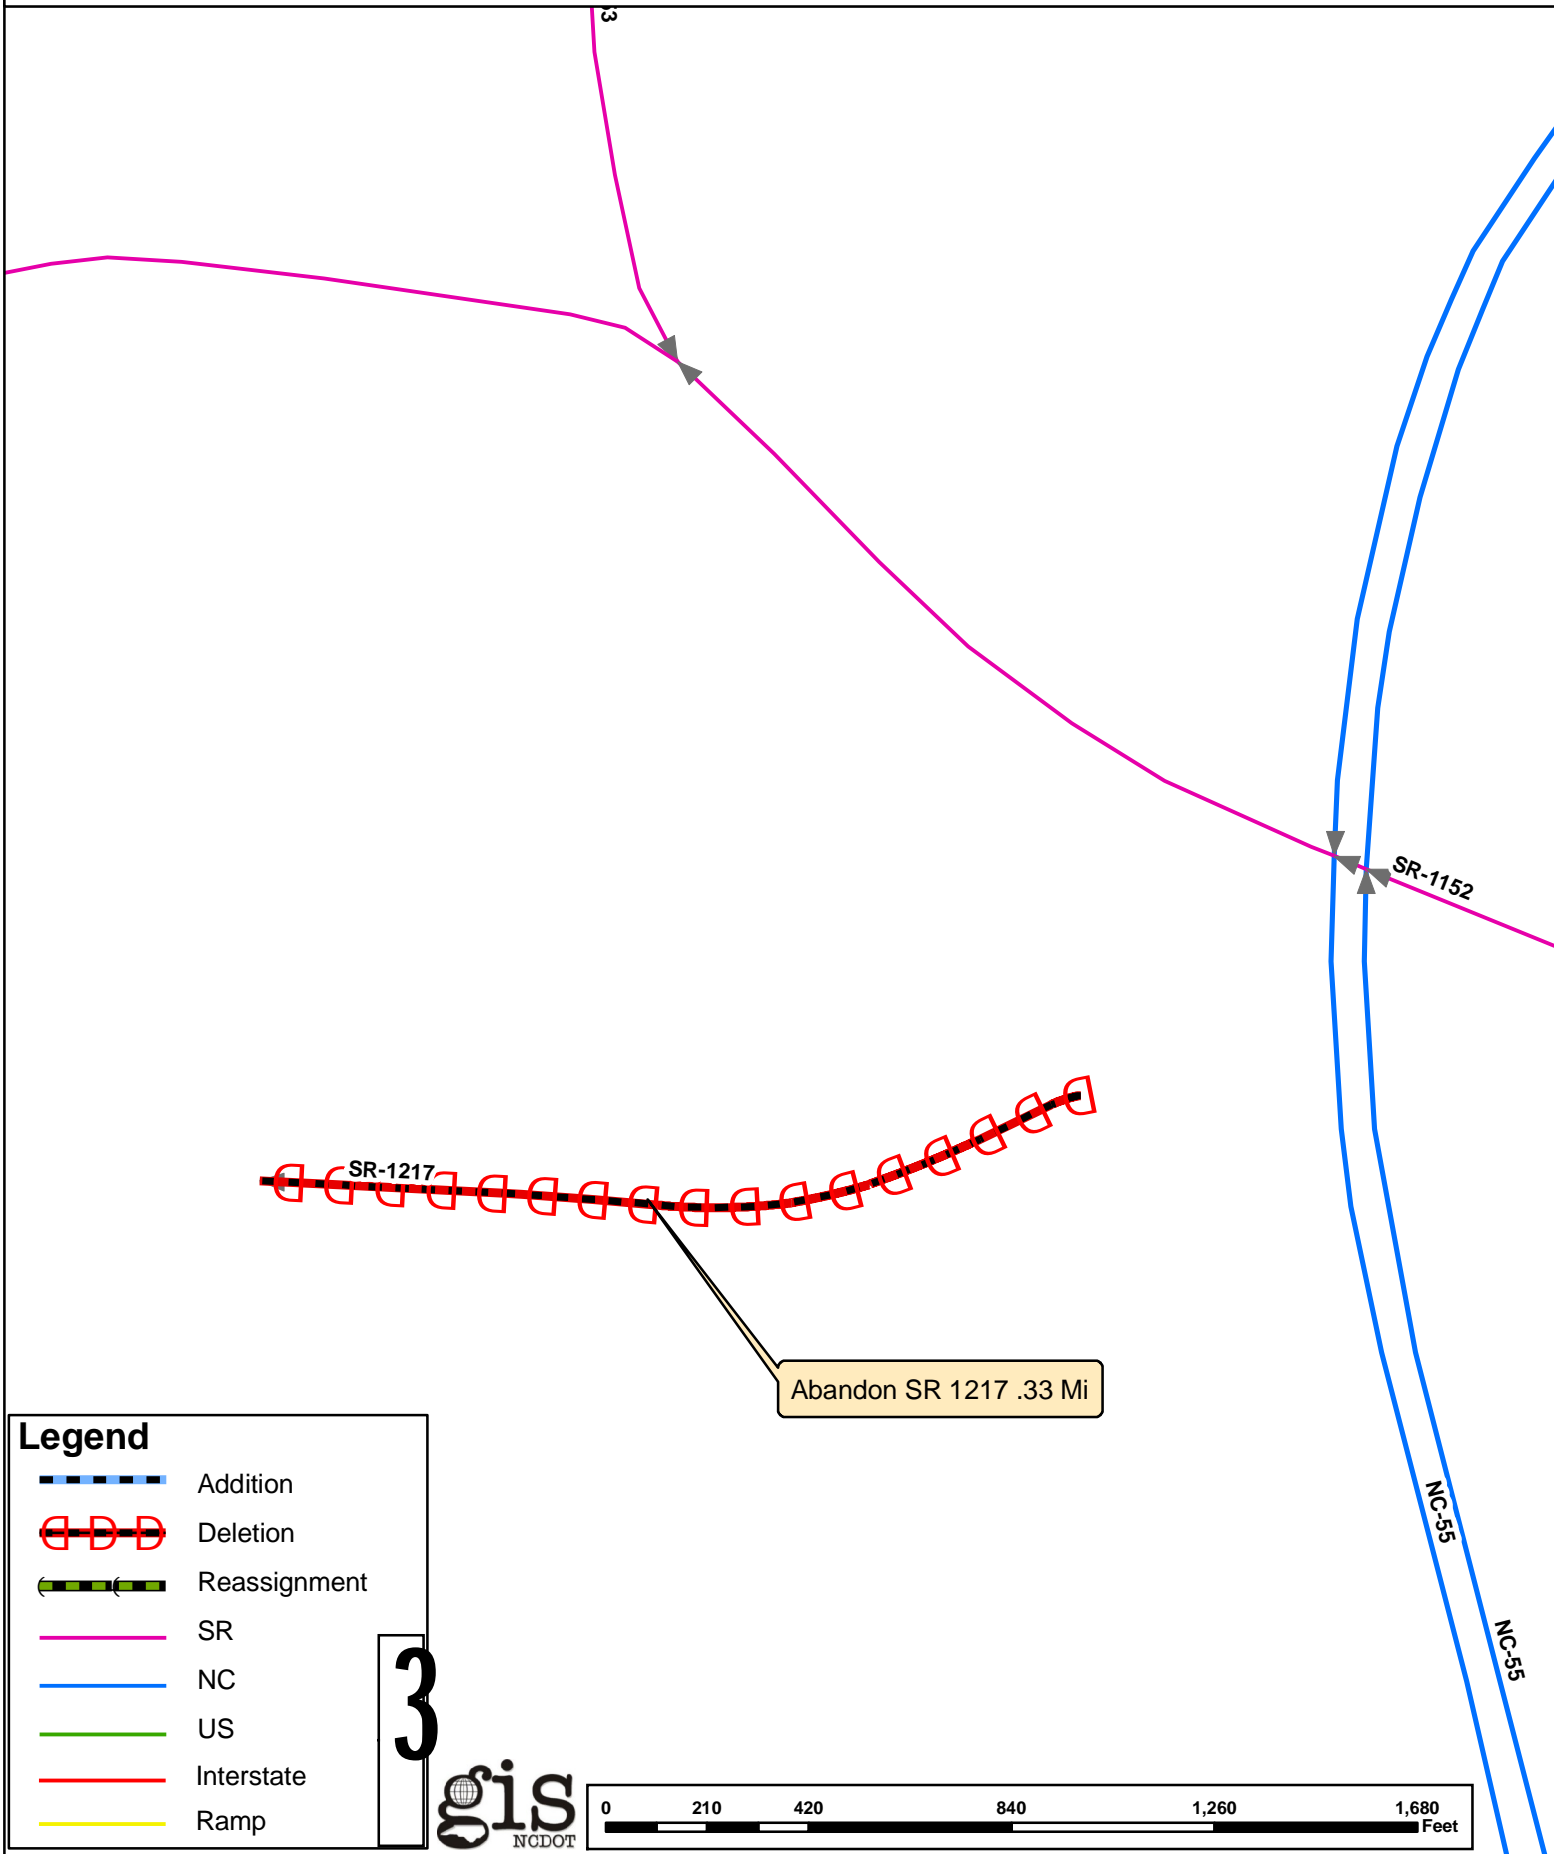 SR-1152
SR-1217
Abandon SR 1217 .33 Mi
NC-55
NC-55
Legend
Addition
Deletion
Reassignment
SR
NC
US
Interstate
Ramp
3
gis
NCDOT
0 210 420 840 1,260 1,680
Feet